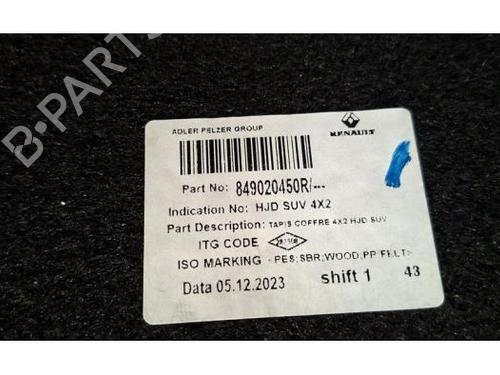 B-PARTS
ADLER PELZER GROUP
RENAULT
Part No: 849020450R/---
Indication No: HJD SUV 4X2
Part Description: TAPIS COFFRE 4X2 HJD SUV
ITG CODE
ISO MARKING >PES;SBR;WOOD;PP FELT>
Data 05.12.2023 shift 1 43